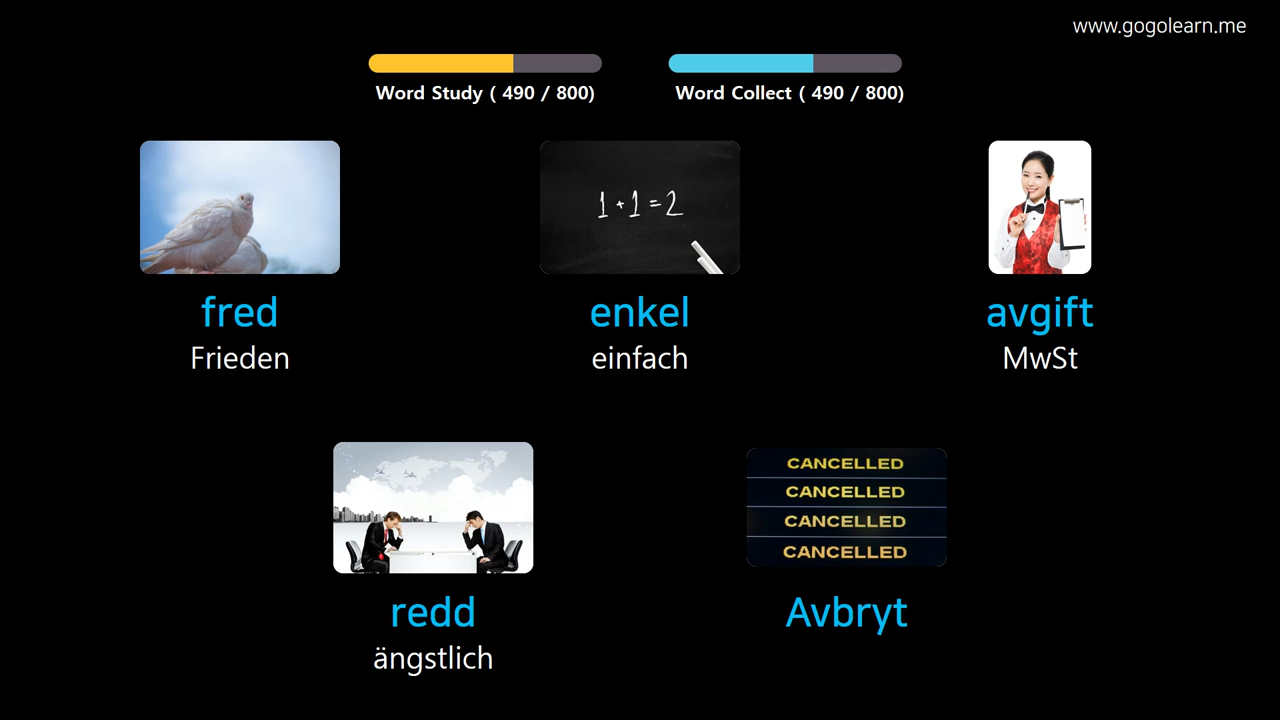 www.gogolearn.me
Word Study ( 490 / 800)
Word Collect ( 490 / 800)
1+1=2
fred
Frieden
enkel
einfach
avgift
MwSt
CANCELLED
CANCELLED
CANCELLED
CANCELLED
redd
ängstlich
Avbryt